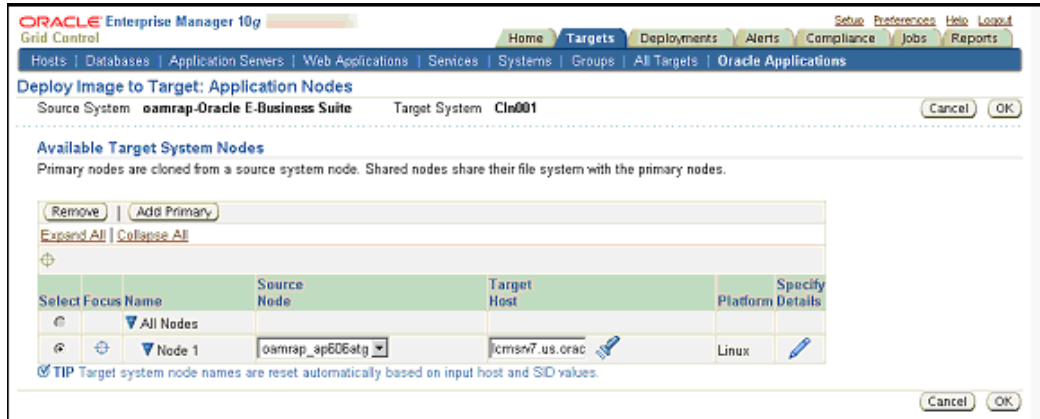 ORACLE Enterprise Manager 10g
Grid Control
Setup Preferences Help Logout
Home Targets Deployments Alerts Compliance Jobs Reports
Hosts | Databases | Application Servers | Web Applications | Services | Systems | Groups | All Targets | Oracle Applications
Deploy Image to Target: Application Nodes
Source System oamrap-Oracle E-Business Suite Target System Cln001 Cancel OK
Available Target System Nodes
Primary nodes are cloned from a source system node. Shared nodes share their file system with the primary nodes.
Remove | Add Primary
Expand All | Collapse All
Select Focus Name Source Node Target Host Platform Specify Details
All Nodes
Node 1 oamrap_ap606atg Linux
TIP Target system node names are reset automatically based on input host and SID values.
Cancel OK